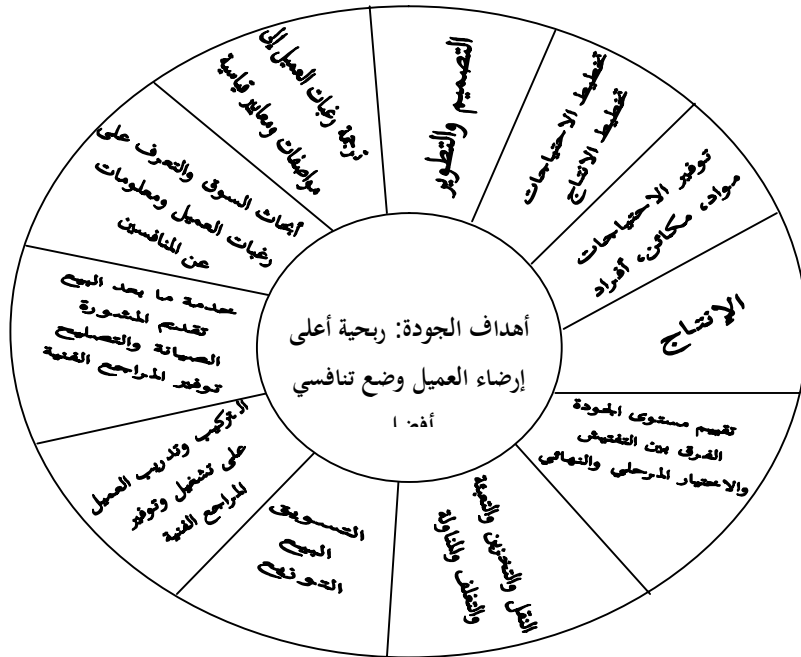 ترجمة رغبات العميل إلى
مواصفات ومعايير قياسية
التصميم والتطوير
تخطيط الاحتياجات
تخطيط الانتاج
توفير الاحتياجات
مواد، مكائن، أفراد
الإنتاج
تقييم مستوى الجودة
الفرق بين التفتيش
والاختبار المرحلي والنهائي
النقل والتخزين والتعبئة
والتغلف والمناولة
التسويق
البيع
التوزيع
التركيب وتدريب العميل
على تشغيل وتوفير
المراجع الفنية
خدمة ما بعد البيع
تقديم المشورة
الصيانة والتصليح
توفير المراجع الفنية
أبحاث السوق والتعرف على
رغبات العميل ومعلومات
عن المنافسين
أهداف الجودة: ربحية أعلى
إرضاء العميل وضع تنافسي